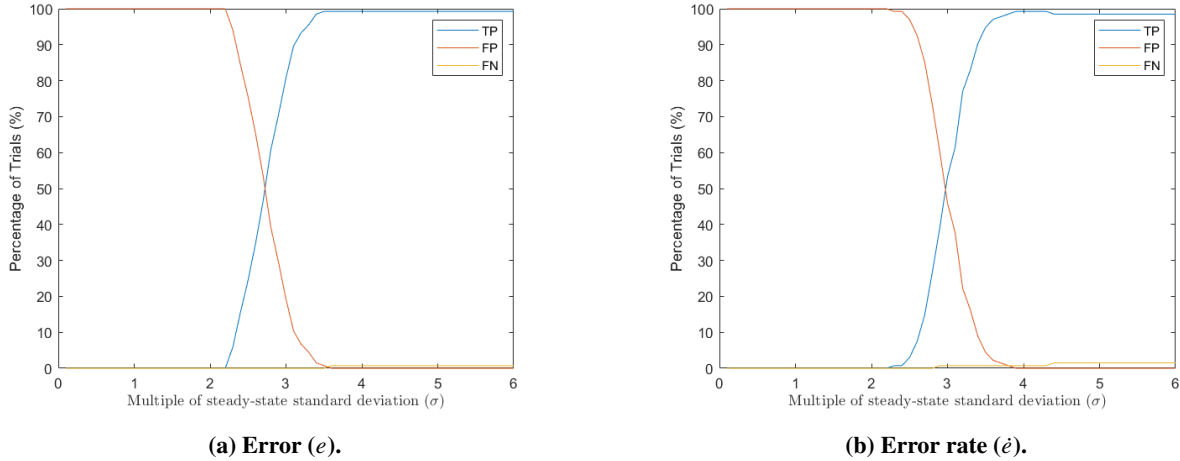 100
90
80
70
60
50
40
30
20
10
0
Percentage of Trials (%)
0 1 2 3 4 5 6
Multiple of steady-state standard deviation (σ)
TP
FP
FN
(a) Error (e).
100
90
80
70
60
50
40
30
20
10
0
Percentage of Trials (%)
0 1 2 3 4 5 6
Multiple of steady-state standard deviation (σ)
TP
FP
FN
(b) Error rate (ė).